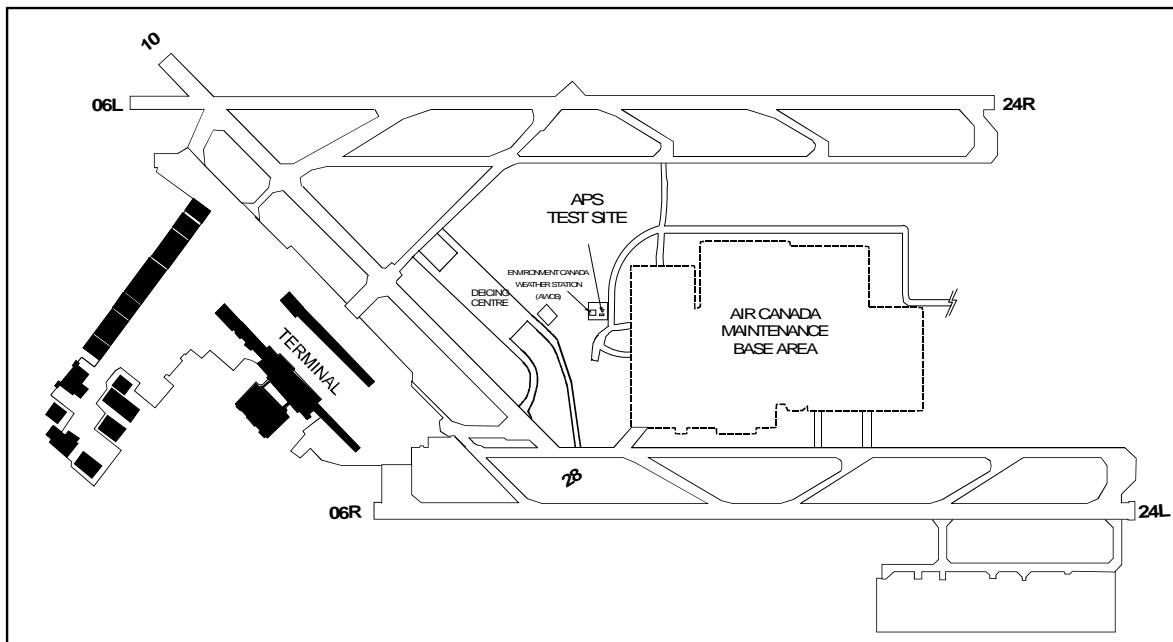 10
06L
24R
APS
TEST SITE
ENVIRONMENT CANADA
WEATHER STATION
(AWOS)
DEICING
CENTRE
AIR CANADA
MAINTENANCE
BASE AREA
TERMINAL
28
06R
24L